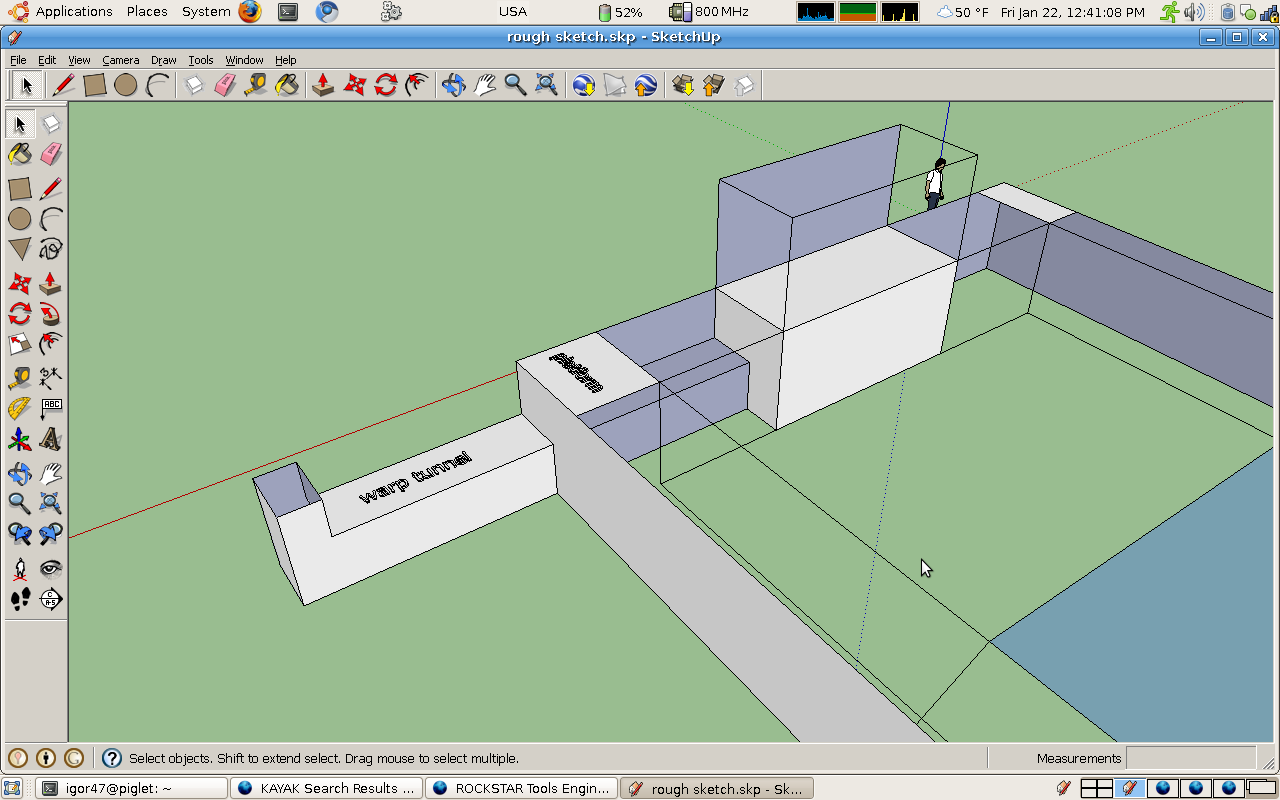 Applications Places System USA 52% 800 MHz 50 °F Fri Jan 22, 12:41:08 PM
rough sketch.skp - SketchUp
File Edit View Camera Draw Tools Window Help
platform
warp tunnel
ABC
A
C
A-5
Select objects. Shift to extend select. Drag mouse to select multiple.
Measurements
igor47@piglet: ~
KAYAK Search Results ...
ROCKSTAR Tools Engin...
rough sketch.skp - Sk...